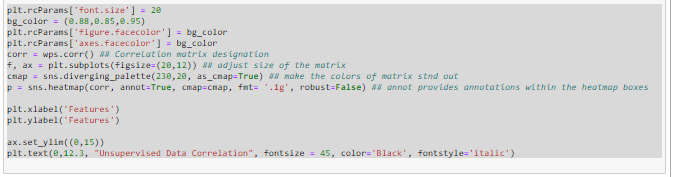 plt.rcParams['font.size'] = 20
bg_color = (0.88,0.85,0.95)
plt.rcParams['figure.facecolor'] = bg_color
plt.rcParams['axes.facecolor'] = bg_color
corr = wps.corr() ## Correlation matrix designation
f, ax = plt.subplots(figsize=(20,12)) ## adjust size of the matrix
cmap = sns.diverging_palette(230,20, as_cmap=True) ## make the colors of matrix stnd out
p = sns.heatmap(corr, annot=True, cmap=cmap, fmt= '.1g', robust=False) ## annot provides annotations within the heatmap boxes
plt.xlabel('Features')
plt.ylabel('Features')
ax.set_ylim((0,15))
plt.text(0,12.3, "Unsupervised Data Correlation", fontsize = 45, color='Black', fontstyle='italic')